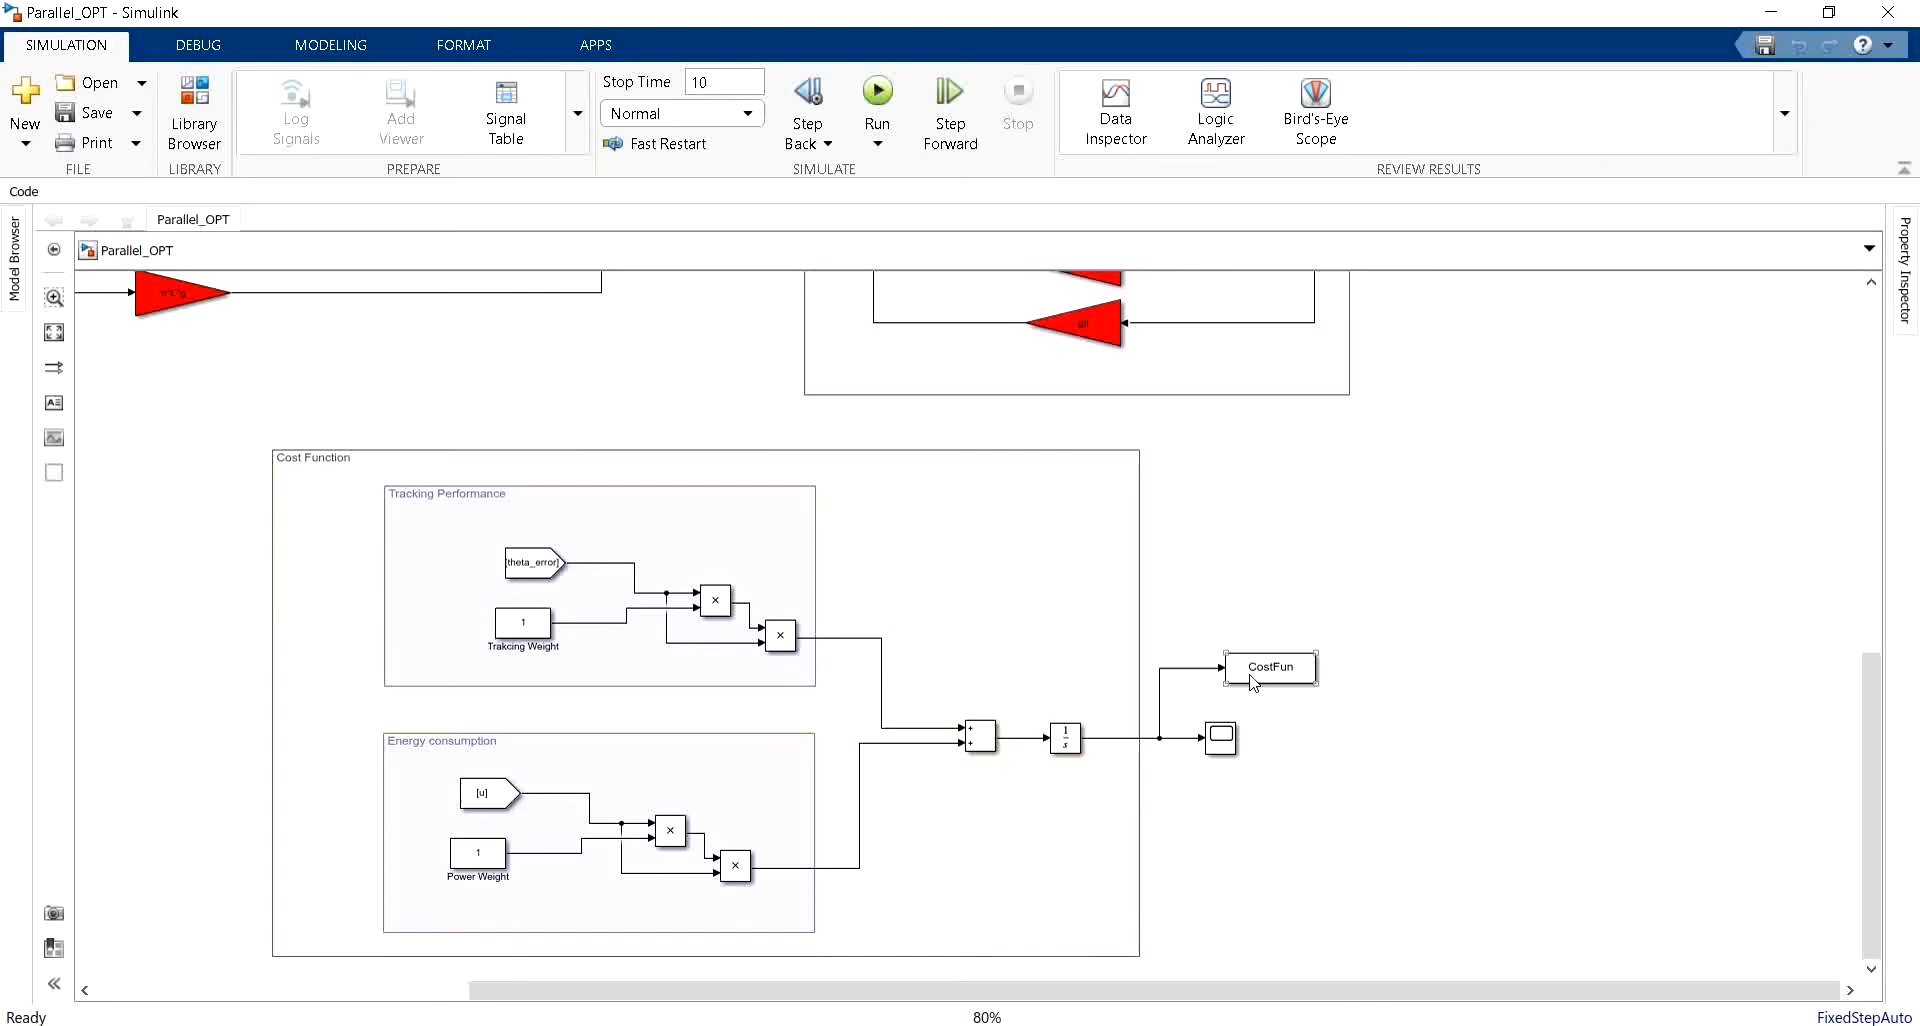 Parallel_OPT - Simulink
SIMULATION DEBUG MODELING FORMAT APPS
New
Open
Save
Print
FILE
Library
Browser
LIBRARY
Log
Signals
Add
Viewer
Signal
Table
PREPARE
Stop Time 10
Normal
Fast Restart
Step
Back
Run
Step
Forward
Stop
SIMULATE
Data
Inspector
Logic
Analyzer
Bird's-Eye
Scope
REVIEW RESULTS
Code
Model Browser
Parallel_OPT
Parallel_OPT
Property Inspector
Cost Function
Tracking Performance
[theta_error]
1
Trakcing Weight
×
×
CostFun
Energy consumption
+
+
1
s
[u]
1
Power Weight
×
×
Ready
80%
FixedStepAuto